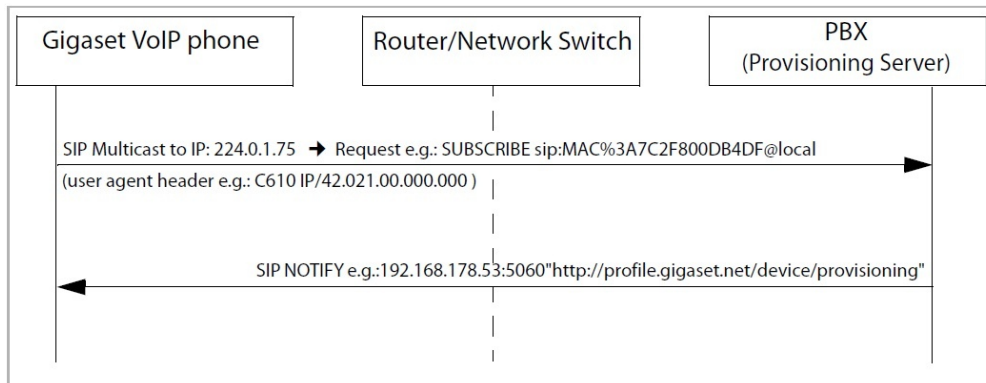 Gigaset VoIP phone
Router/Network Switch
PBX
(Provisioning Server)
SIP Multicast to IP: 224.0.1.75 ➔ Request e.g.: SUBSCRIBE sip:MAC%3A7C2F800DB4DF@local
(user agent header e.g.: C610 IP/42.021.00.000.000 )
SIP NOTIFY e.g.:192.168.178.53:5060"http://profile.gigaset.net/device/provisioning"